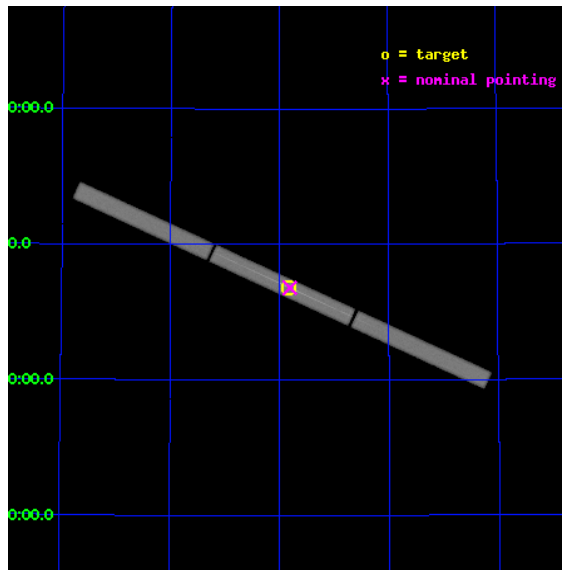 o = target
x = nominal pointing
0:00.0
0:0
0:00.0
0:00.0